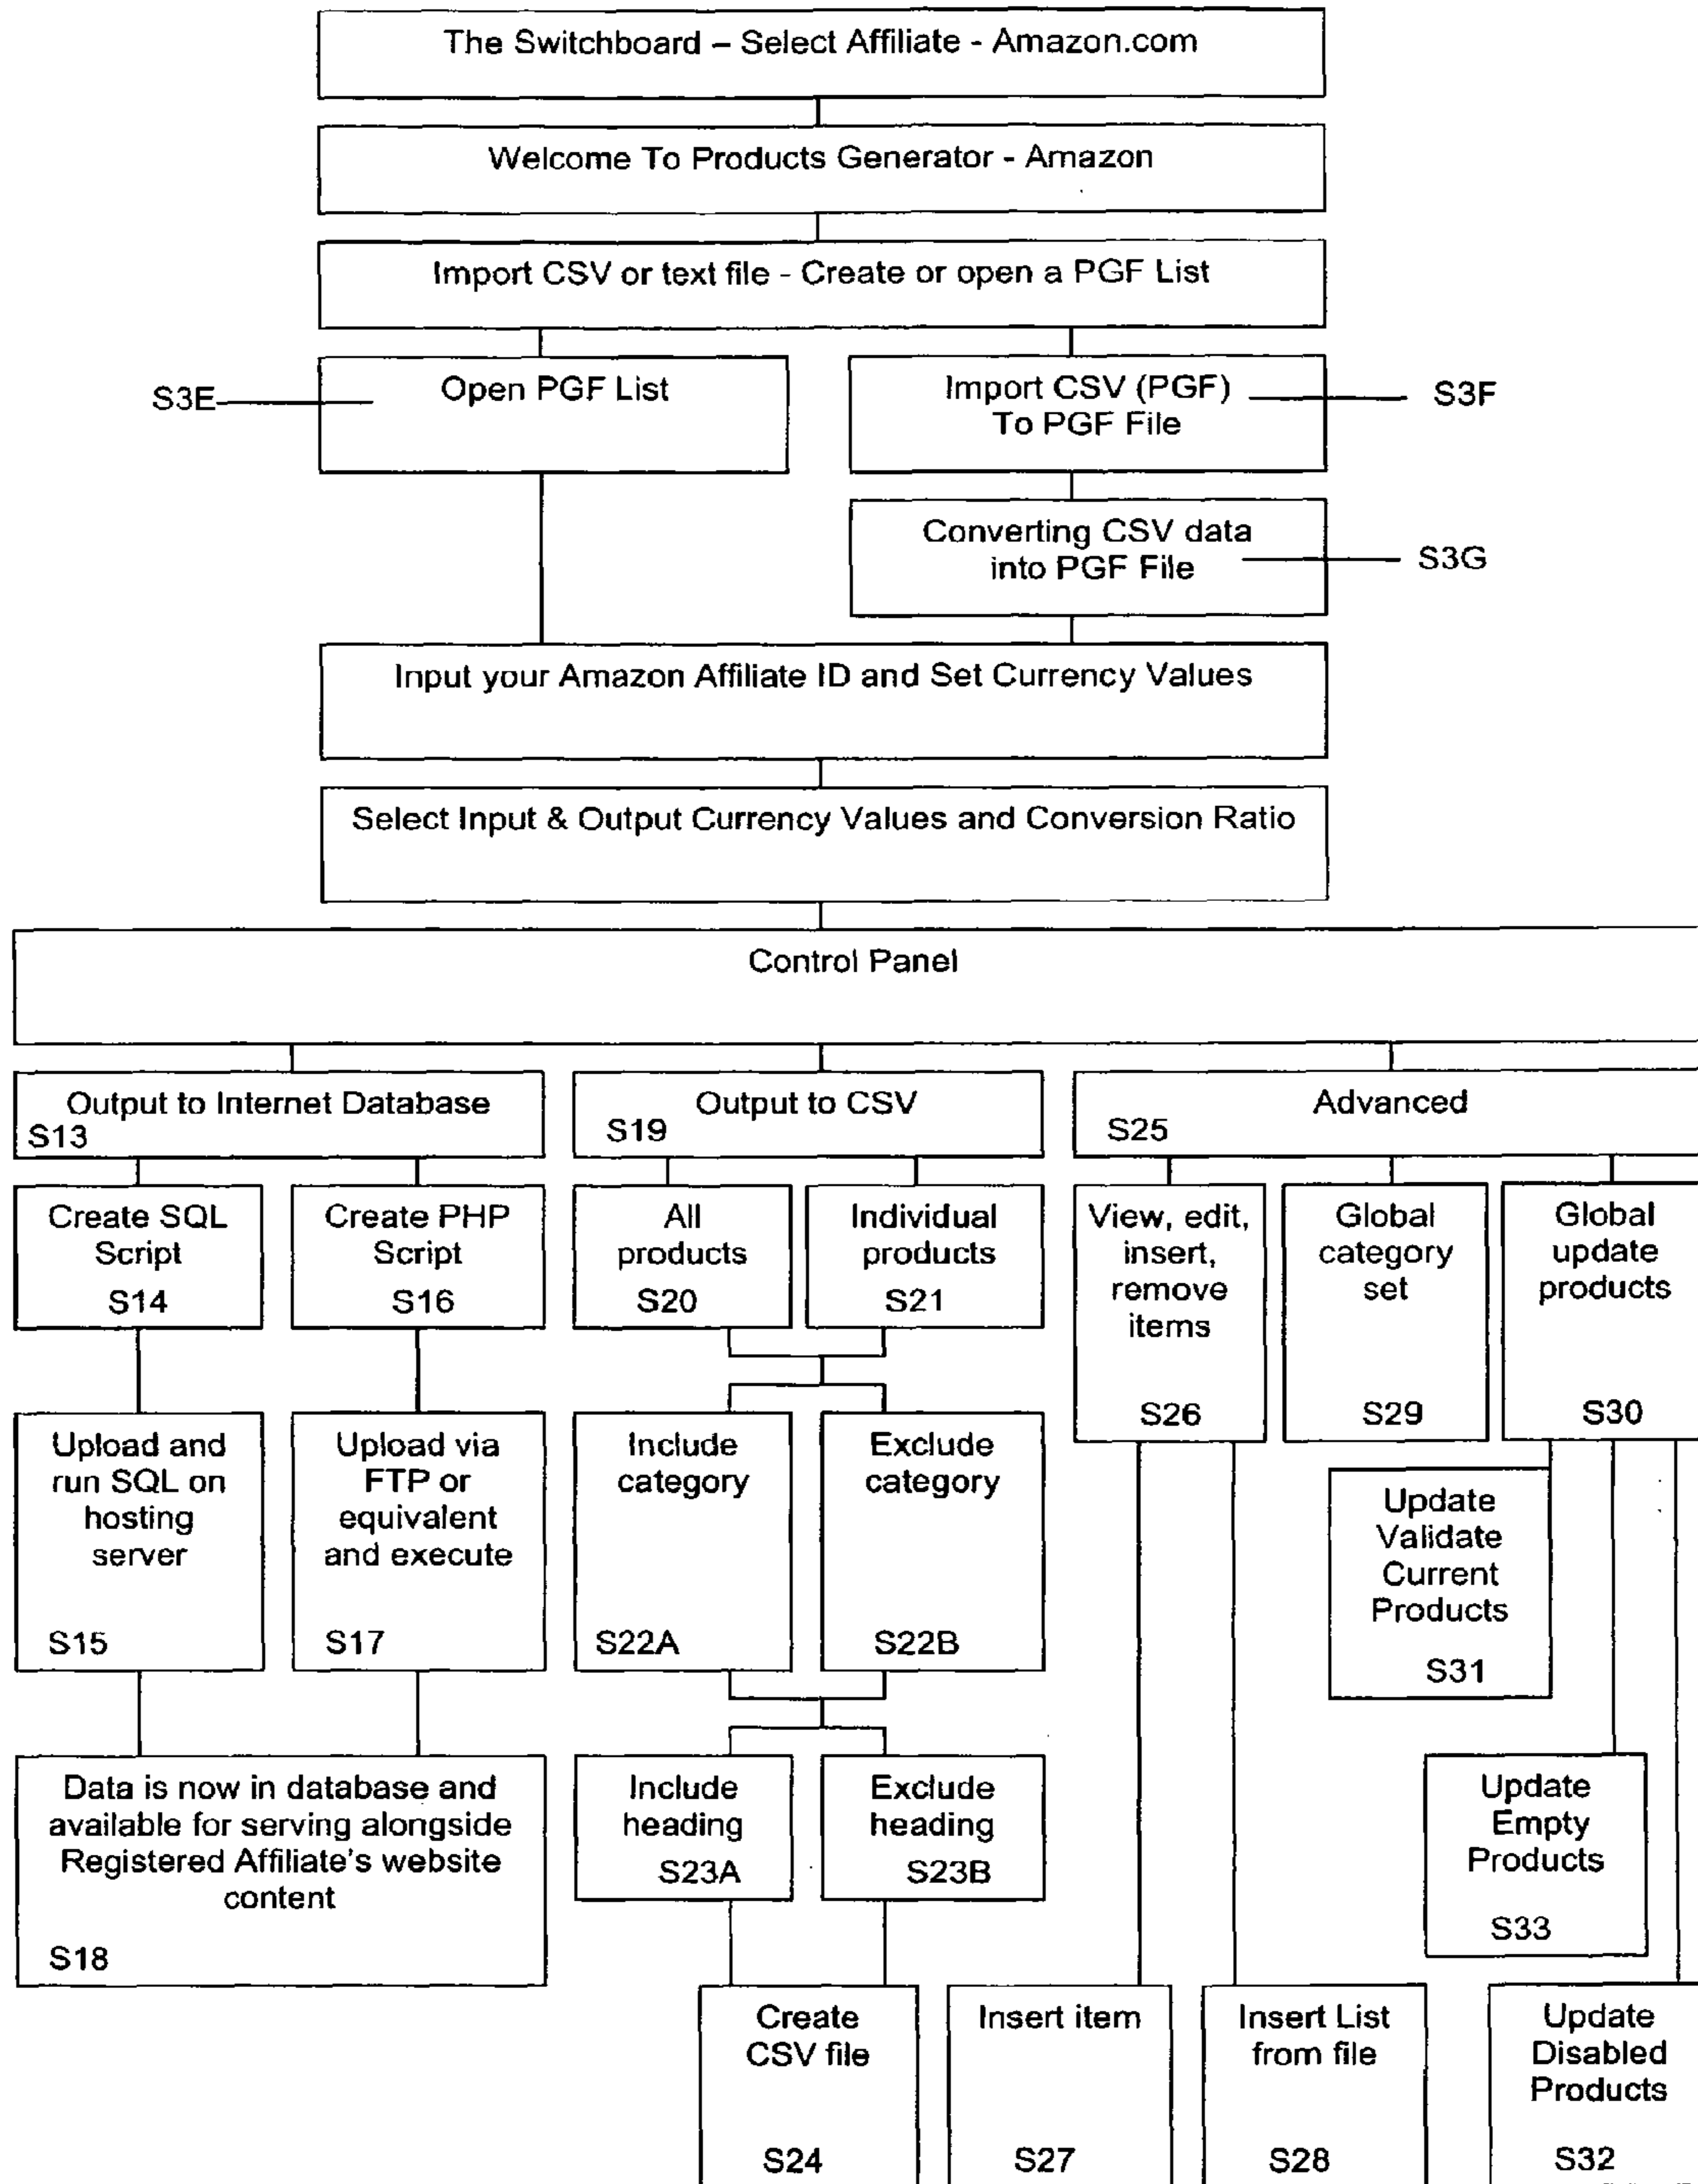 The Switchboard – Select Affiliate - Amazon.com
Welcome To Products Generator - Amazon
Import CSV or text file - Create or open a PGF List
S3E
Open PGF List
Import CSV (PGF)
To PGF File
S3F
Converting CSV data
into PGF File
S3G
Input your Amazon Affiliate ID and Set Currency Values
Select Input & Output Currency Values and Conversion Ratio
Control Panel
Output to Internet Database
S13
Output to CSV
S19
Advanced
S25
Create SQL
Script
S14
Create PHP
Script
S16
All
products
S20
Individual
products
S21
View, edit,
insert,
remove
items
S26
Global
category
set
S29
Global
update
products
S30
Upload and
run SQL on
hosting
server
S15
Upload via
FTP or
equivalent
and execute
S17
Include
category
S22A
Exclude
category
S22B
Update
Validate
Current
Products
S31
Data is now in database and
available for serving alongside
Registered Affiliate's website
content
S18
Include
heading
S23A
Exclude
heading
S23B
Update
Empty
Products
S33
Create
CSV file
S24
Insert item
S27
Insert List
from file
S28
Update
Disabled
Products
S32